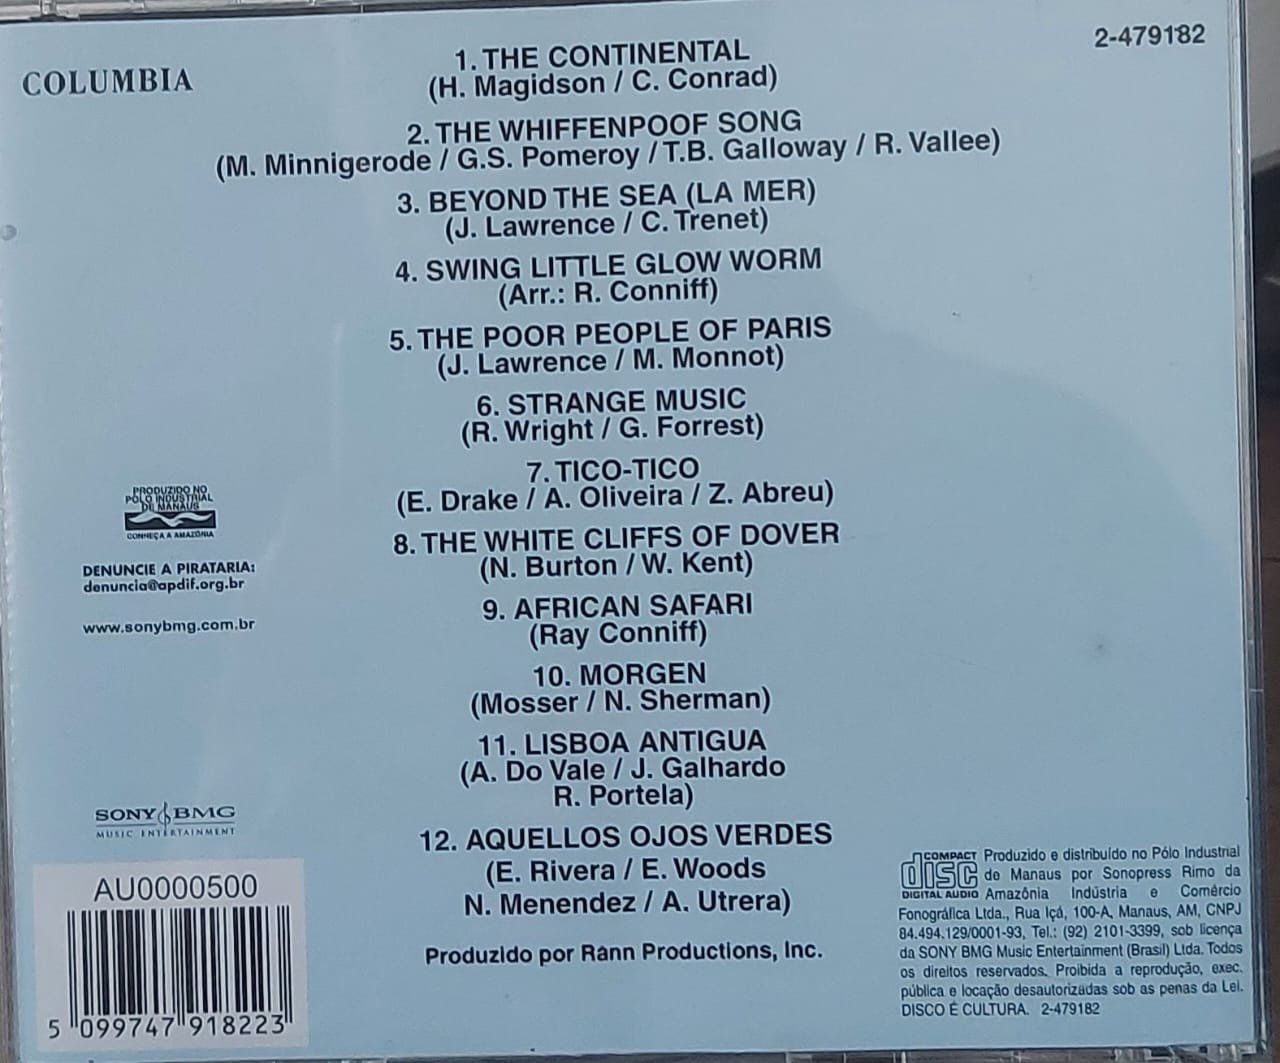 COLUMBIA
2-479182
1. THE CONTINENTAL
(H. Magidson / C. Conrad)
2. THE WHIFFENPOOF SONG
(M. Minnigerode / G.S. Pomeroy / T.B. Galloway / R. Vallee)
3. BEYOND THE SEA (LA MER)
(J. Lawrence / C. Trenet)
4. SWING LITTLE GLOW WORM
(Arr.: R. Conniff)
5. THE POOR PEOPLE OF PARIS
(J. Lawrence / M. Monnot)
6. STRANGE MUSIC
(R. Wright / G. Forrest)
7. TICO-TICO
(E. Drake / A. Oliveira / Z. Abreu)
8. THE WHITE CLIFFS OF DOVER
(N. Burton / W. Kent)
9. AFRICAN SAFARI
(Ray Conniff)
10. MORGEN
(Mosser / N. Sherman)
11. LISBOA ANTIGUA
(A. Do Vale / J. Galhardo
R. Portela)
12. AQUELLOS OJOS VERDES
(E. Rivera / E. Woods
N. Menendez / A. Utrera)
Produzido por Rann Productions, Inc.
PRODUZIDO NO
PÓLO INDUSTRIAL
DE MANAUS
CONHEÇA A AMAZÔNIA
DENUNCIE A PIRATARIA:
denuncia@apdif.org.br
www.sonybmg.com.br
SONY BMG
MUSIC ENTERTAINMENT
AU0000500
5 099747 918223
COMPACT
disc
DIGITAL AUDIO
Produzido e distribuído no Pólo Industrial
de Manaus por Sonopress Rimo da
Amazônia Indústria e Comércio
Fonográfica Ltda., Rua Içá, 100-A, Manaus, AM, CNPJ
84.494.129/0001-93, Tel.: (92) 2101-3399, sob licença
da SONY BMG Music Entertainment (Brasil) Ltda. Todos
os direitos reservados. Proibida a reprodução, exec.
pública e locação desautorizadas sob as penas da Lei.
DISCO É CULTURA. 2-479182